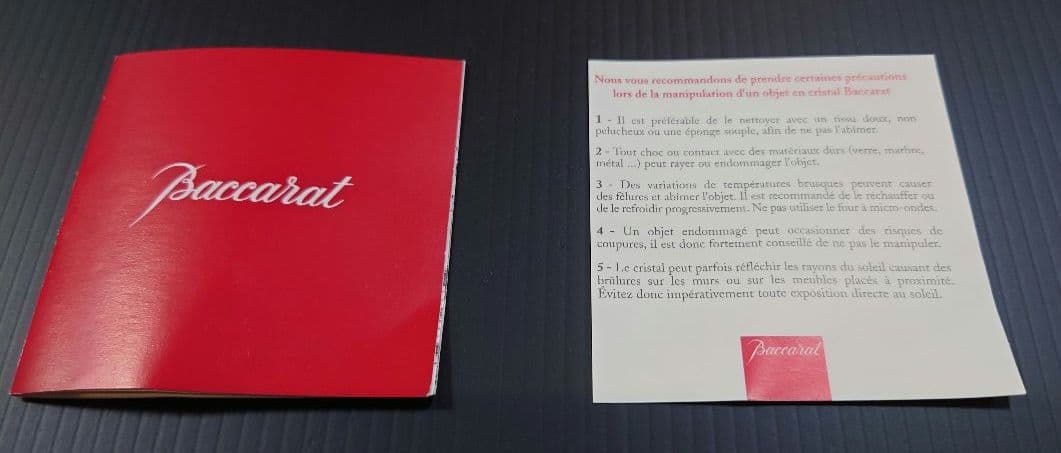 Baccarat
Nous vous recommandons de prendre certaines précautions
lors de la manipulation d'un objet en cristal Baccarat
1 - Il est préférable de le nettoyer avec un tissu doux, non
pelucheux ou une éponge souple, afin de ne pas l'abîmer.
2 - Tout choc ou contact avec des matériaux durs (verre, marbre,
métal ...) peut rayer ou endommager l'objet.
3 - Des variations de températures brusques peuvent causer
des fêlures et abîmer l'objet. Il est recommandé de le réchauffer ou
de le refroidir progressivement. Ne pas utiliser le four à micro-ondes.
4 - Un objet endommagé peut occasionner des risques de
coupures, il est donc fortement conseillé de ne pas le manipuler.
5 - Le cristal peut parfois réfléchir les rayons du soleil causant des
brûlures sur les murs ou sur les meubles placés à proximité.
Évitez donc impérativement toute exposition directe au soleil.
Baccarat